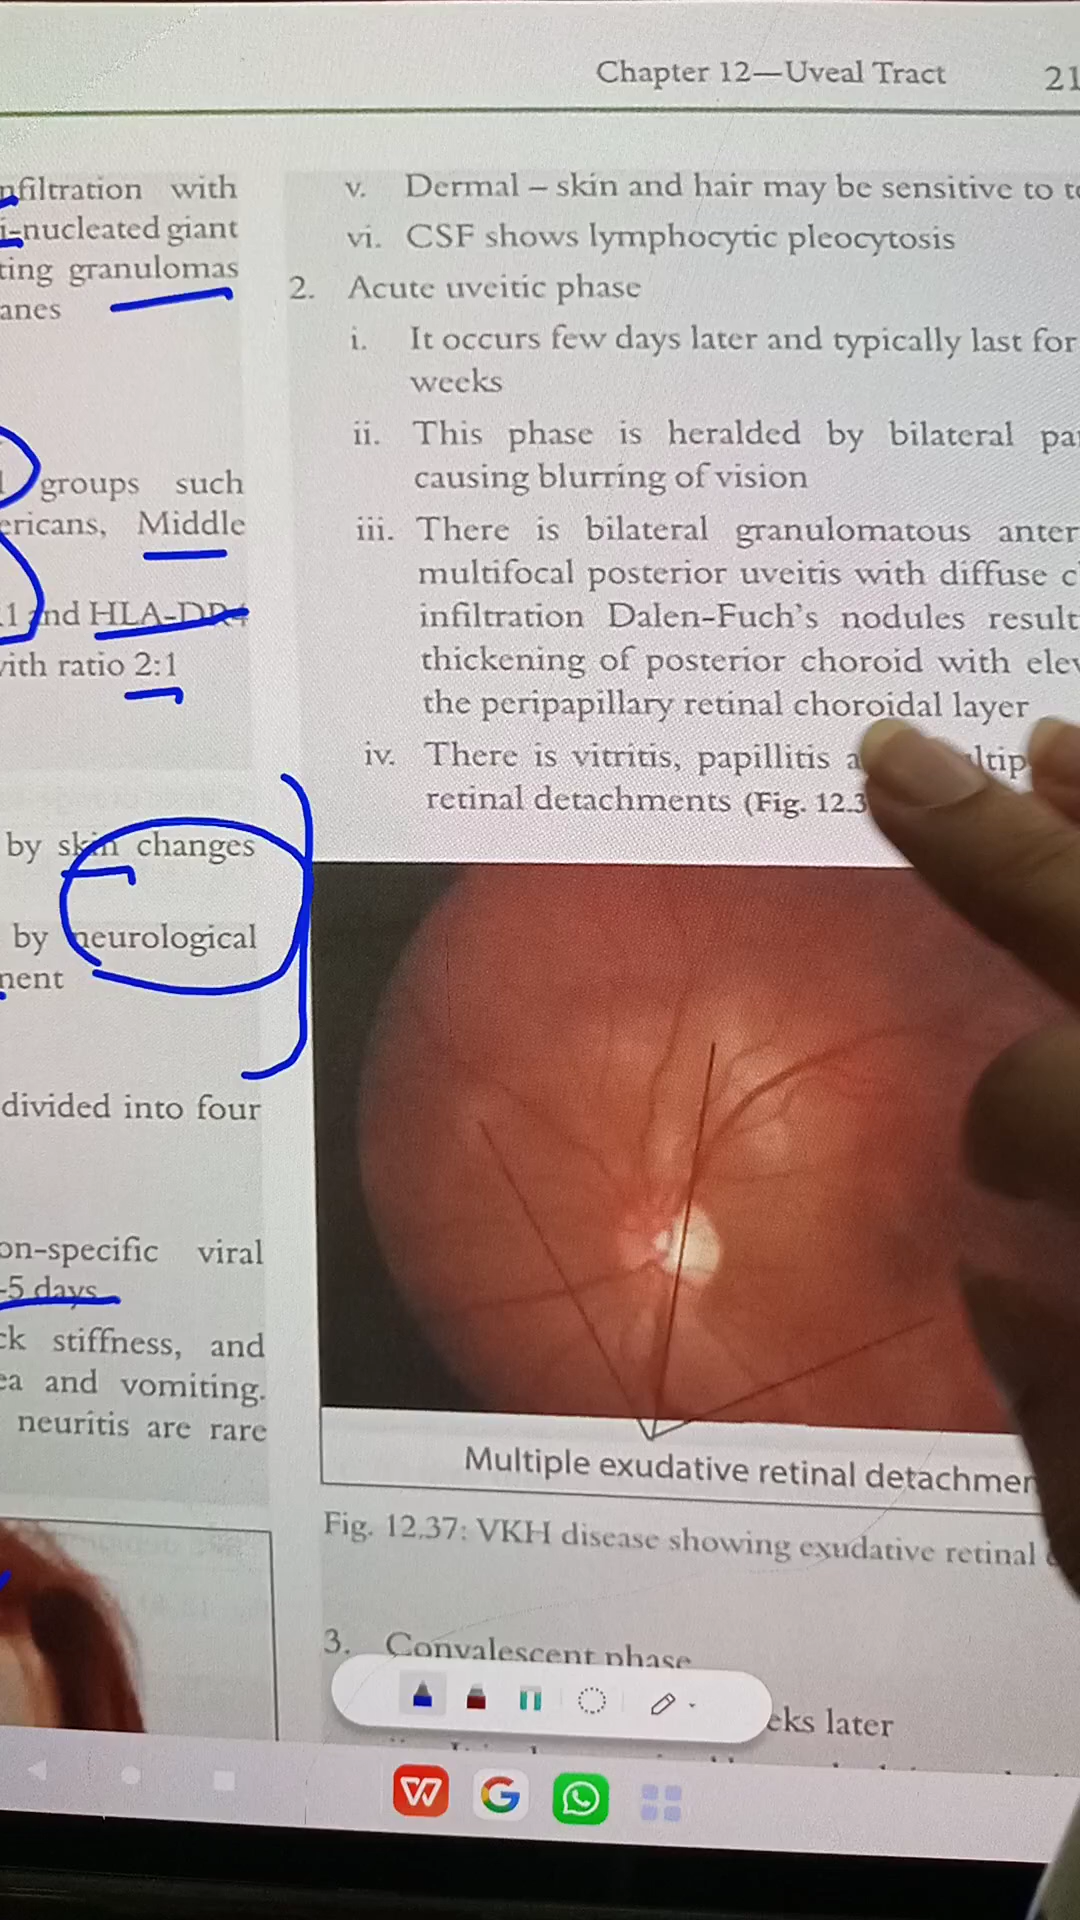 Chapter 12—Uveal Tract
nfiltration with
i-nucleated giant
ting granulomas
anes
groups such
ericans, Middle
1 and HLA-DR4
with ratio 2:1
by skin changes
by neurological
ment
divided into four
on-specific viral
-5 days
ck stiffness, and
ea and vomiting.
neuritis are rare
v. Dermal – skin and hair may be sensitive to
vi. CSF shows lymphocytic pleocytosis
2. Acute uveitic phase
i. It occurs few days later and typically last for
weeks
ii. This phase is heralded by bilateral
causing blurring of vision
iii. There is bilateral granulomatous anter
multifocal posterior uveitis with diffuse
infiltration Dalen-Fuch's nodules result
thickening of posterior choroid with
the peripapillary retinal choroidal layer
iv. There is vitritis, papillitis
retinal detachments (Fig. 12.3
Multiple exudative retinal detachmen
Fig. 12.37: VKH disease showing exudative retinal
3. Convalescent phase
eks later